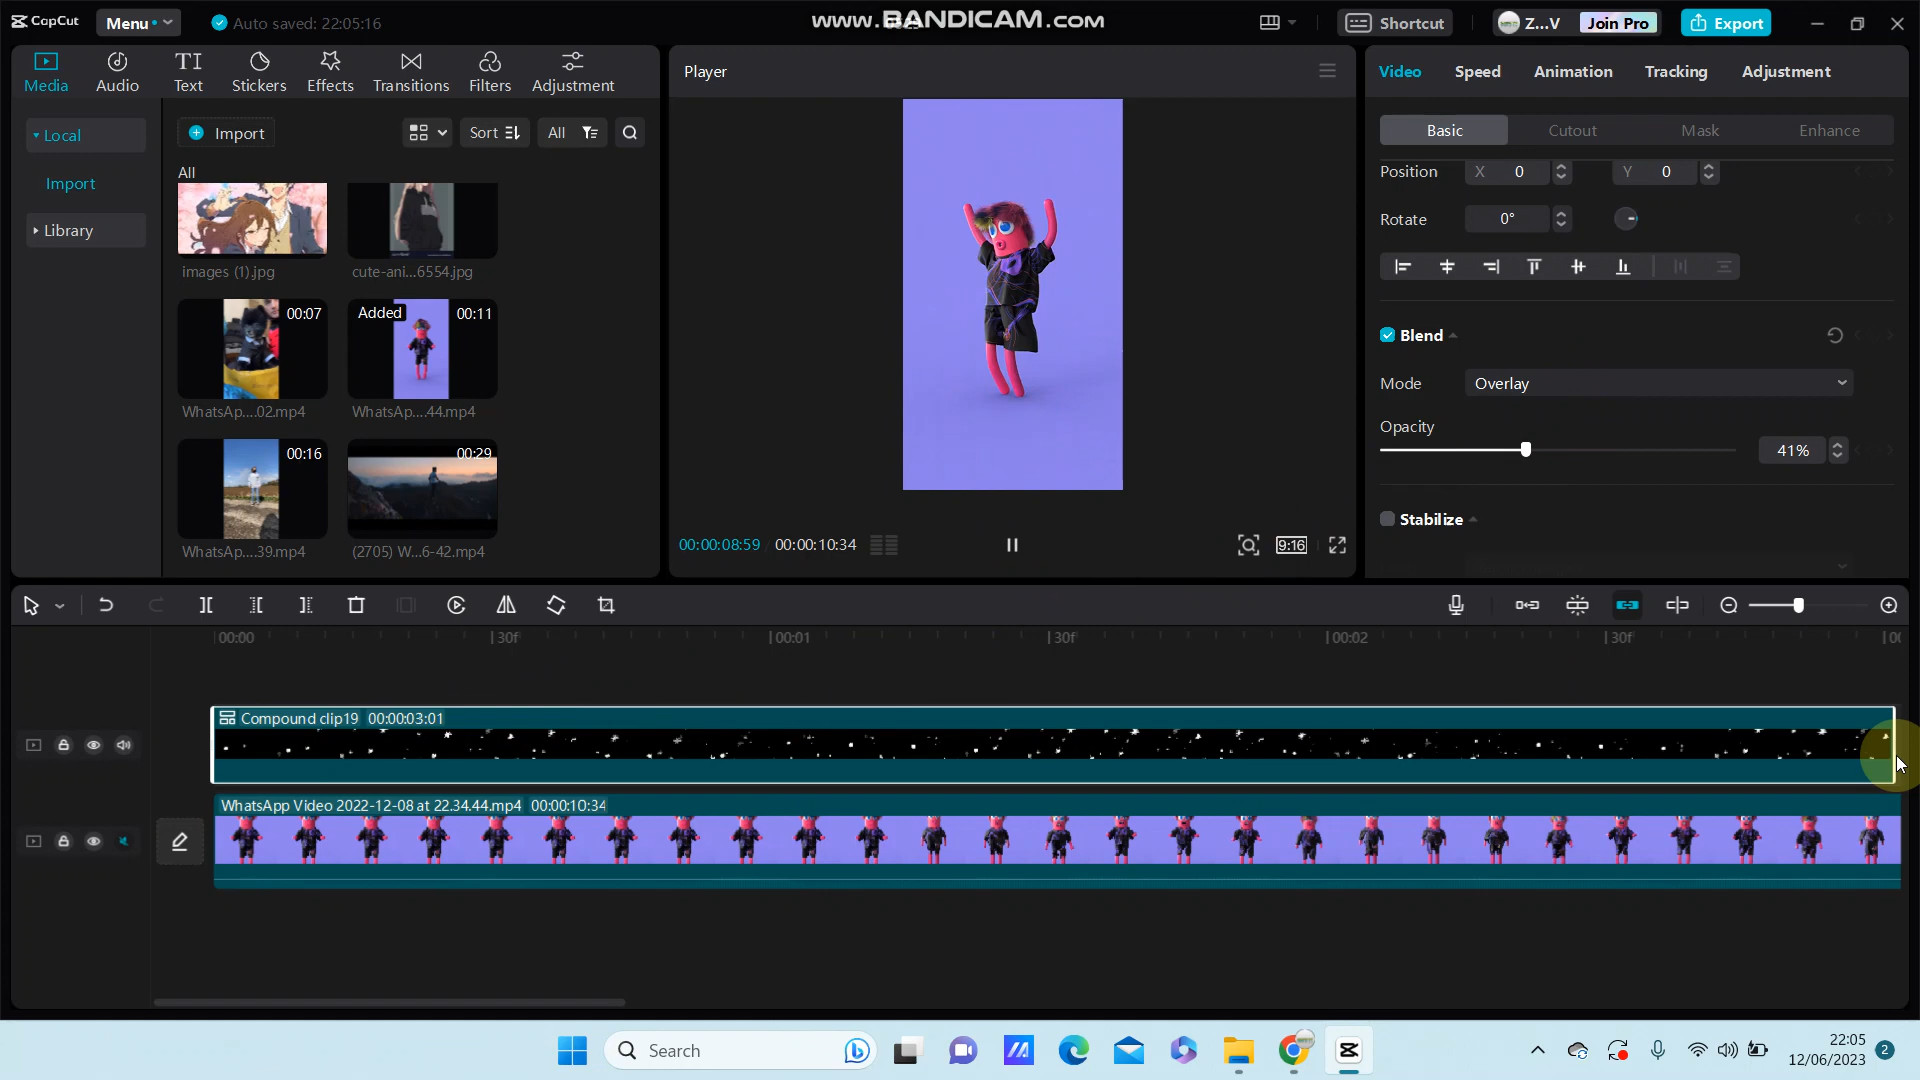 CapCut
Menu
Auto saved: 22:05:16
www.BANDICAM.com
Shortcut
Z...V
Join Pro
Export
Media
Audio
Text
Stickers
Effects
Transitions
Filters
Adjustment
Local
Import
Library
Import
Sort
All
All
images (1).jpg
cute-ani...6554.jpg
00:07
Added
00:11
WhatsAp....02.mp4
WhatsAp....44.mp4
00:16
00:29
WhatsAp....39.mp4
(2705) W...6-42.mp4
Player
00:00:08:59
00:00:10:34
9:16
Video
Speed
Animation
Tracking
Adjustment
Basic
Cutout
Mask
Enhance
Position
X
0
Y
0
Rotate
0°
Blend
Mode
Overlay
Opacity
41%
Stabilize
00:00
30f
00:01
30f
00:02
30f
Compound clip19 00:00:03:01
WhatsApp Video 2022-12-08 at 22.34.44.mp4 00:00:10:34
Search
22:05
12/06/2023
2